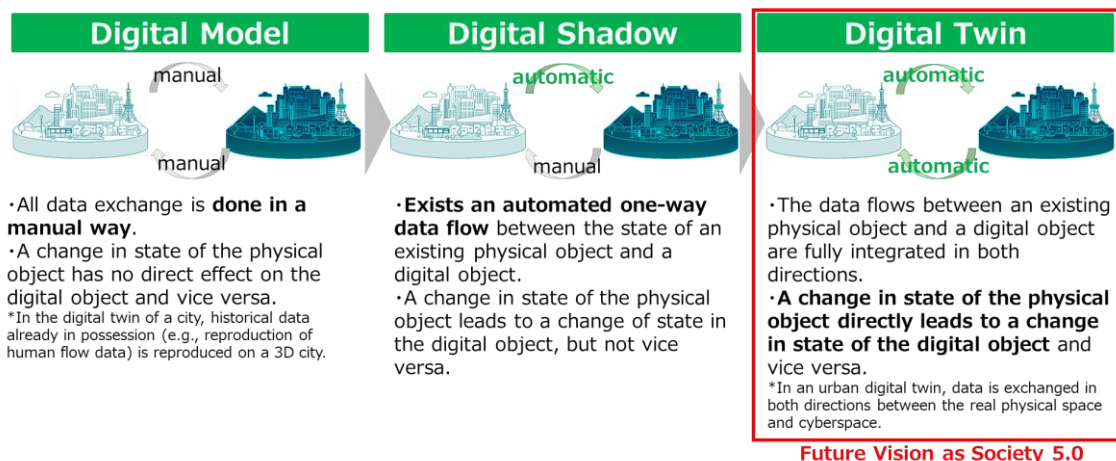 Digital Model
manual
manual
・All data exchange is done in a
manual way.
・A change in state of the physical
object has no direct effect on the
digital object and vice versa.
*In the digital twin of a city, historical data
already in possession (e.g., reproduction of
human flow data) is reproduced on a 3D city.
Digital Shadow
automatic
manual
・Exists an automated one-way
data flow between the state of an
existing physical object and a
digital object.
・A change in state of the physical
object leads to a change of state in
the digital object, but not vice
versa.
Digital Twin
automatic
automatic
・The data flows between an existing
physical object and a digital object
are fully integrated in both
directions.
・A change in state of the physical
object directly leads to a change
in state of the digital object and
vice versa.
*In an urban digital twin, data is exchanged in
both directions between the real physical space
and cyberspace.
Future Vision as Society 5.0